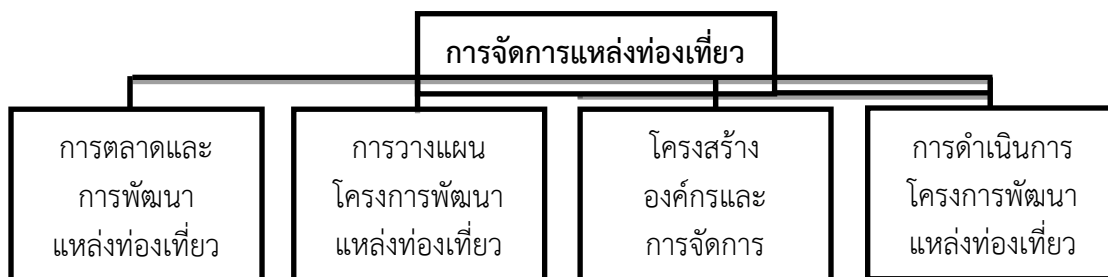 การจัดการแหล่งท่องเที่ยว
การตลาดและ
การพัฒนา
แหล่งท่องเที่ยว
การวางแผน
โครงการพัฒนา
แหล่งท่องเที่ยว
โครงสร้าง
องค์กรและ
การจัดการ
การดำเนินการ
โครงการพัฒนา
แหล่งท่องเที่ยว